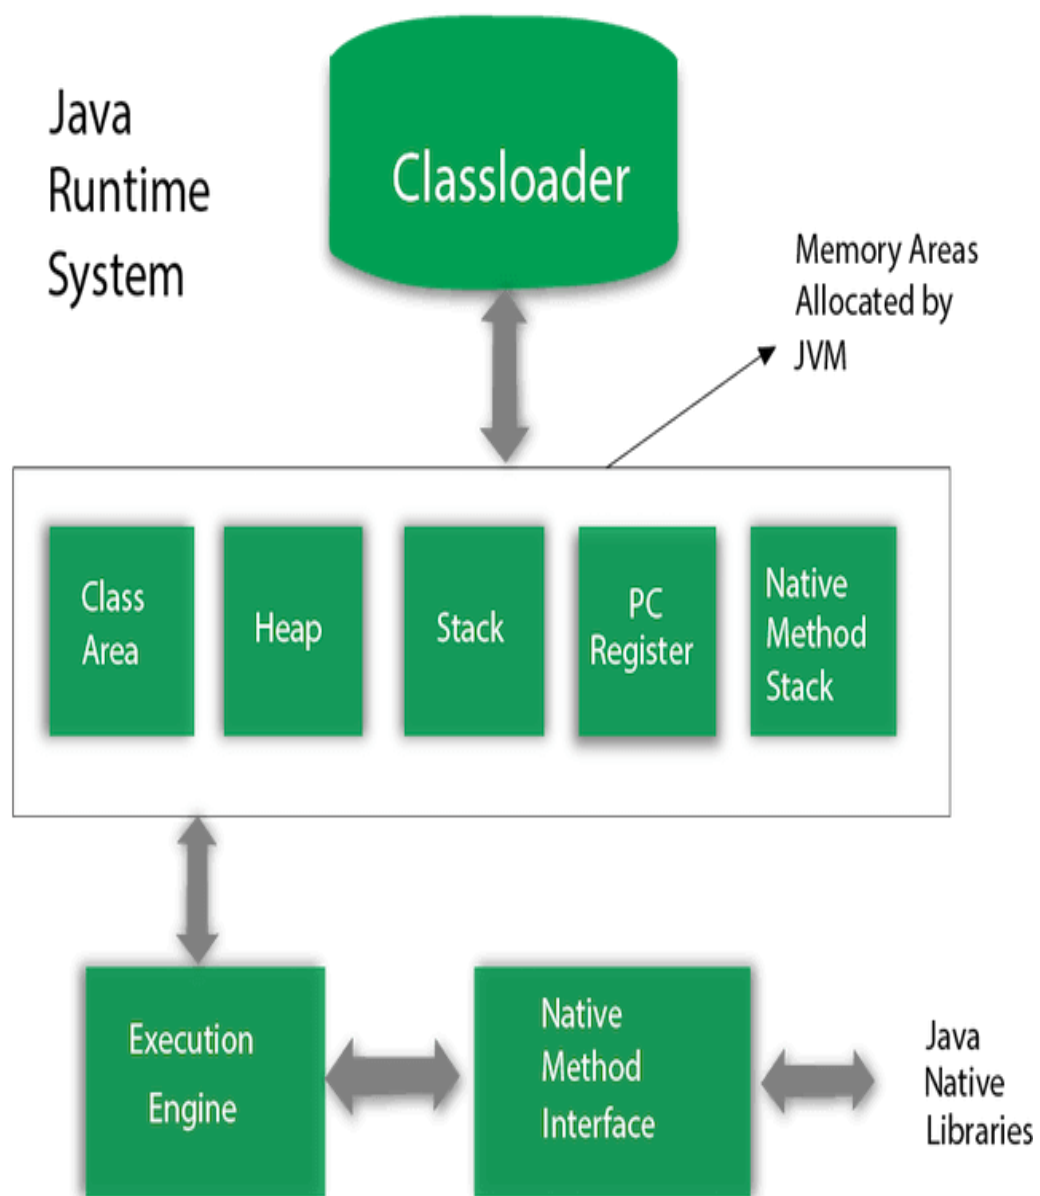 Java
Runtime
System
Classloader
Memory Areas
Allocated by
JVM
Class
Area
Heap
Stack
PC
Register
Native
Method
Stack
Execution
Engine
Native
Method
Interface
Java
Native
Libraries